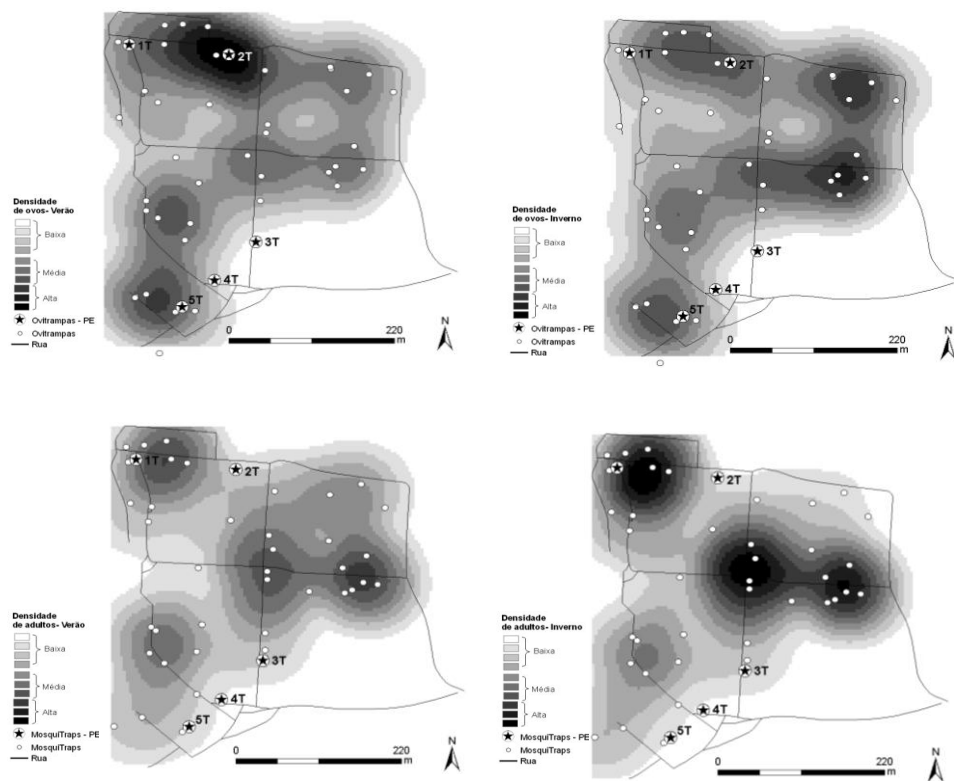 1T
2T
3T
4T
5T
Densidade
de ovos- Verão
Baixa
Média
Alta
Ovitrampas - PE
Ovitrampas
Rua
0 220
m
N
1T
2T
3T
4T
5T
Densidade
de ovos- Inverno
Baixa
Média
Alta
Ovitrampas - PE
Ovitrampas
Rua
0 220
m
N
1T
2T
3T
4T
5T
Densidade
de adultos- Verão
Baixa
Média
Alta
MosquiTraps - PE
MosquiTraps
Rua
0 220
m
N
2T
3T
4T
5T
Densidade
de adultos- Inverno
Baixa
Média
Alta
MosquiTraps - PE
MosquiTraps
Rua
0 220
m
N